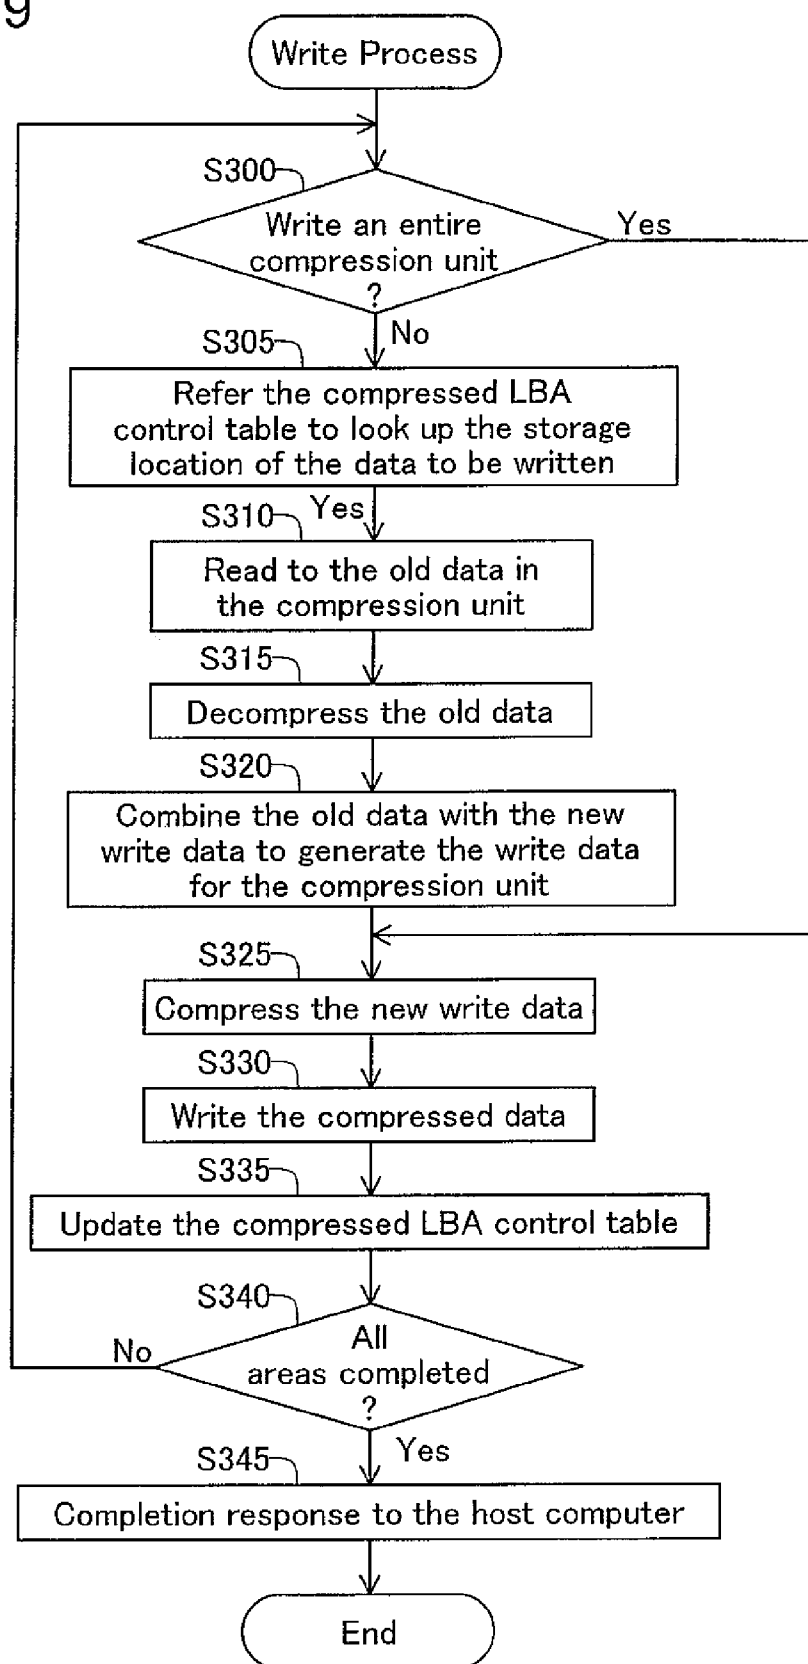 Write Process
S300
Write an entire
compression unit
?
Yes
No
S305
Refer the compressed LBA
control table to look up the storage
location of the data to be written
S310
Yes
Read to the old data in
the compression unit
S315
Decompress the old data
S320
Combine the old data with the new
write data to generate the write data
for the compression unit
S325
Compress the new write data
S330
Write the compressed data
S335
Update the compressed LBA control table
S340
All
areas completed
?
No
Yes
S345
Completion response to the host computer
End